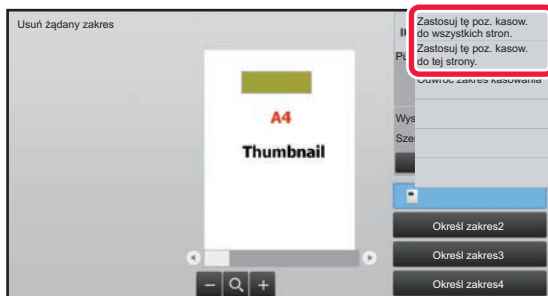 Usuń żądany zakres
Zastosuj tę poz. kasow.
do wszystkich stron.
Zastosuj tę poz. kasow.
do tej strony.
Odwróć zakres kasowania
A4
Thumbnail
Określ zakres2
Określ zakres3
Określ zakres4